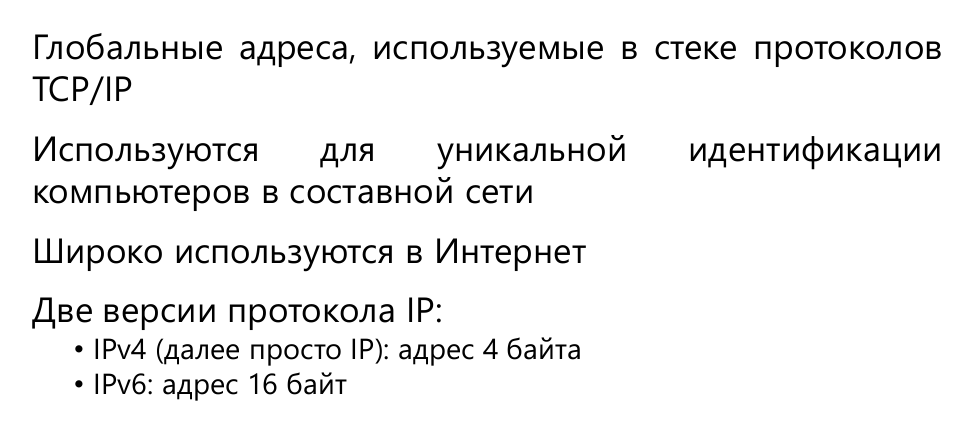 Глобальные адреса, используемые в стеке протоколов
TCP/IP
Используются для уникальной идентификации
компьютеров в составной сети
Широко используются в Интернет
Две версии протокола IP:
• IPv4 (далее просто IP): адрес 4 байта
• IPv6: адрес 16 байт